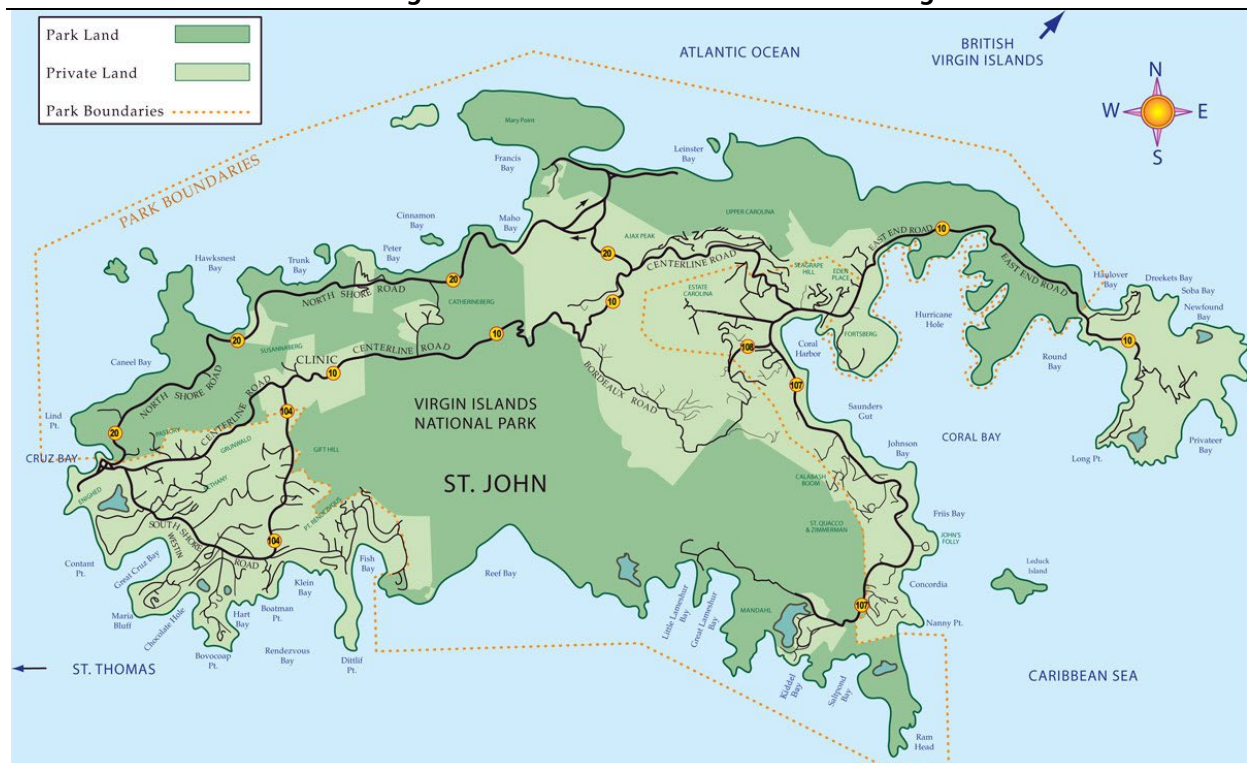 Park Land
Private Land
Park Boundaries
ATLANTIC OCEAN
BRITISH
VIRGIN ISLANDS
N
W
E
S
PARK BOUNDARIES
Mary Point
Francis
Bay
Leinster
Bay
Maho
Bay
Cinnamon
Bay
Peter
Bay
Trunk
Bay
Hawksnest
Bay
Caneel Bay
Lind
Pt.
CRUZ BAY
UPPER CAROLINA
AJAX PEAK
20
CENTERLINE ROAD
10
SEAGRAPE
HILL
EDEN
PLACE
ESTATE
CAROLINA
FORTSBERG
EAST END ROAD
10
EAST END ROAD
Haulover
Bay
Dreekets Bay
Soba Bay
Newfound
Bay
Hurricane
Hole
Round
Bay
10
Privateer
Bay
Long Pt.
CORAL BAY
Coral
Harbor
108
107
Saunders
Gut
Johnson
Bay
CALABASH
BOOM
ST. QUACCO
& ZIMMERMAN
Friis Bay
JOHN'S
FOLLY
Concordia
107
Nanny Pt.
Leduck
Island
CARIBBEAN SEA
20
NORTH SHORE ROAD
CATHERINEBERG
20
SUSANNABERG
CLINIC
10
CENTERLINE ROAD
10
BORDEAUX ROAD
NORTH SHORE ROAD
20
CENTERLINE ROAD
104
PASTORY
GRUNWALD
BETHANY
GIFT HILL
ENIGHED
PT. RENDEZVOUS
VIRGIN ISLANDS
NATIONAL PARK
ST. JOHN
SOUTH SHORE
ROAD
WESTIN
104
Contant
Pt.
Great Cruz Bay
Maria
Bluff
Chocolate Hole
Bovocoap
Pt.
Hart
Bay
Boatman
Pt.
Klein
Bay
Rendezvous
Bay
Dittlif
Pt.
Fish
Bay
Reef Bay
Little Lameshur
Bay
Great Lameshur
Bay
MANDAHL
Kiddel
Bay
Saltpond
Bay
Ram
Head
ST. THOMAS